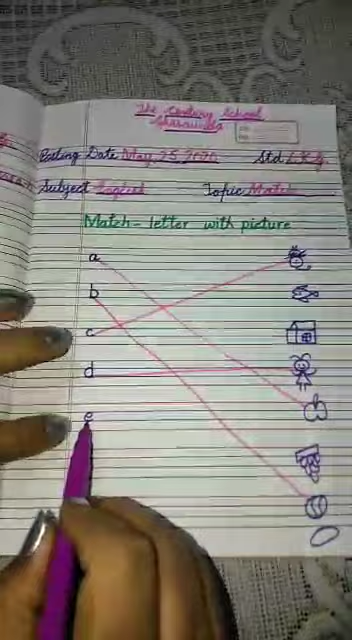 The Century School
Posting Date May, 25, 2020 Std L.K.G.
Subject English Topic Match
Match - letter with picture
a
b
c
d
e